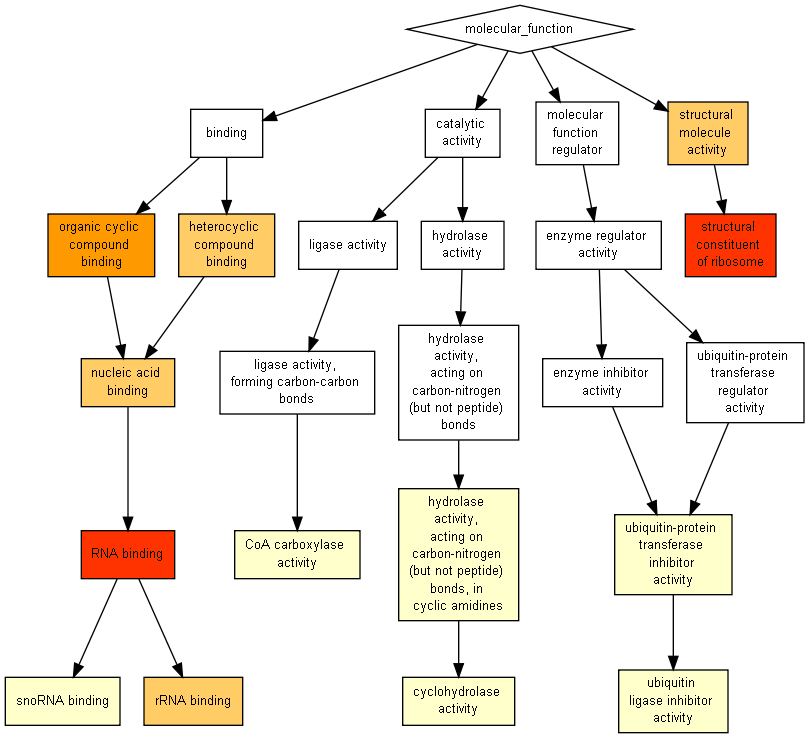 molecular_function
binding
catalytic
activity
molecular
function
regulator
structural
molecule
activity
organic cyclic
compound
binding
heterocyclic
compound
binding
ligase activity
hydrolase
activity
enzyme regulator
activity
structural
constituent
of ribosome
nucleic acid
binding
ligase activity,
forming carbon-carbon
bonds
hydrolase
activity,
acting on
carbon-nitrogen
(but not peptide)
bonds
enzyme inhibitor
activity
ubiquitin-protein
transferase
regulator
activity
RNA binding
CoA carboxylase
activity
hydrolase
activity,
acting on
carbon-nitrogen
(but not peptide)
bonds, in
cyclic amidines
ubiquitin-protein
transferase
inhibitor
activity
snoRNA binding
rRNA binding
cyclohydrolase
activity
ubiquitin
ligase inhibitor
activity